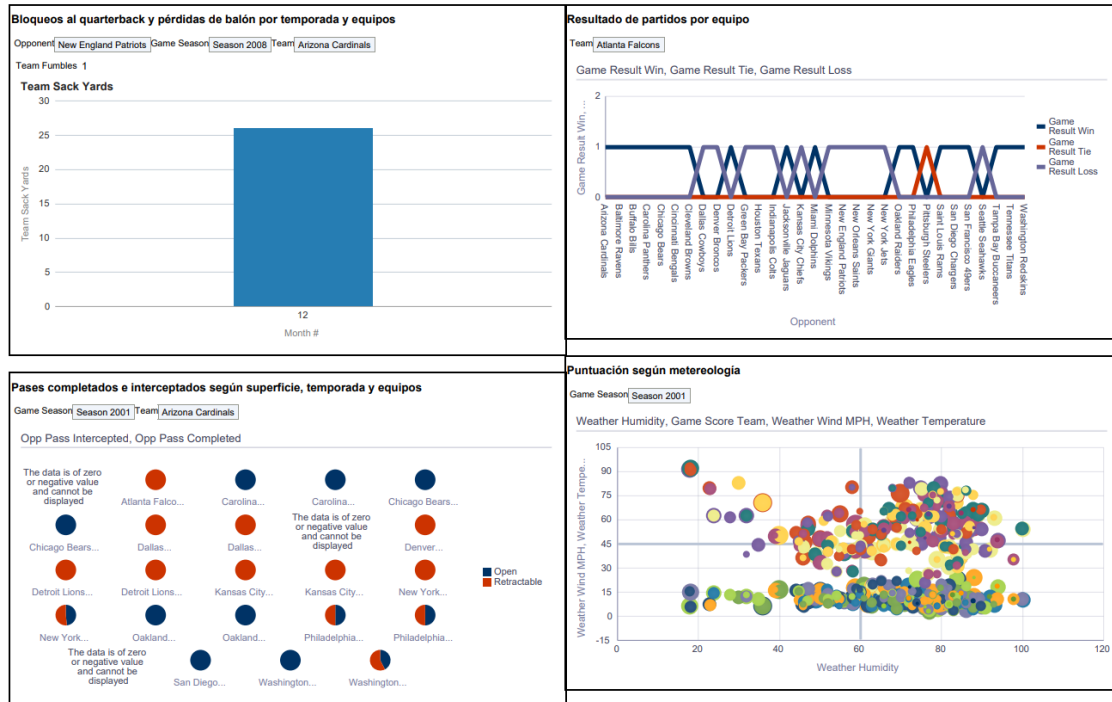 Bloqueos al quarterback y pérdidas de balón por temporada y equipos
Opponent New England Patriots Game Season Season 2008 Team Arizona Cardinals
Team Fumbles 1
Team Sack Yards
30
25
20
15
10
5
0
Team Sack Yards
12
Month #
Resultado de partidos por equipo
Team Atlanta Falcons
Game Result Win, Game Result Tie, Game Result Loss
2
1
0
Game Result Win, ...
Game
Result Win
Game
Result Tie
Game
Result Loss
Arizona Cardinals
Baltimore Ravens
Buffalo Bills
Carolina Panthers
Chicago Bears
Cincinnati Bengals
Cleveland Browns
Dallas Cowboys
Denver Broncos
Detroit Lions
Green Bay Packers
Houston Texans
Indianapolis Colts
Jacksonville Jaguars
Kansas City Chiefs
Miami Dolphins
Minnesota Vikings
New England Patriots
New Orleans Saints
New York Giants
New York Jets
Oakland Raiders
Philadelphia Eagles
Pittsburgh Steelers
Saint Louis Rams
San Diego Chargers
San Francisco 49ers
Seattle Seahawks
Tampa Bay Buccaneers
Tennessee Titans
Washington Redskins
Opponent
Pases completados e interceptados según superficie, temporada y equipos
Game Season Season 2001 Team Arizona Cardinals
Opp Pass Intercepted, Opp Pass Completed
The data is of zero
or negative value
and cannot be
displayed
Atlanta Falco...
Carolina...
Carolina...
Chicago Bears...
Chicago Bears...
Dallas...
Dallas...
The data is of zero
or negative value
and cannot be
displayed
Denver...
Detroit Lions...
Detroit Lions...
Kansas City...
Kansas City...
New York...
New York...
Oakland...
Oakland...
Philadelphia...
Philadelphia...
The data is of zero
or negative value
and cannot be
displayed
San Diego...
Washington...
Washington...
Open
Retractable
Puntuación según metereología
Game Season Season 2001
Weather Humidity, Game Score Team, Weather Wind MPH, Weather Temperature
105
90
75
60
45
30
15
0
-15
Weather Wind MPH, Weather Tempe...
0
20
40
60
80
100
120
Weather Humidity